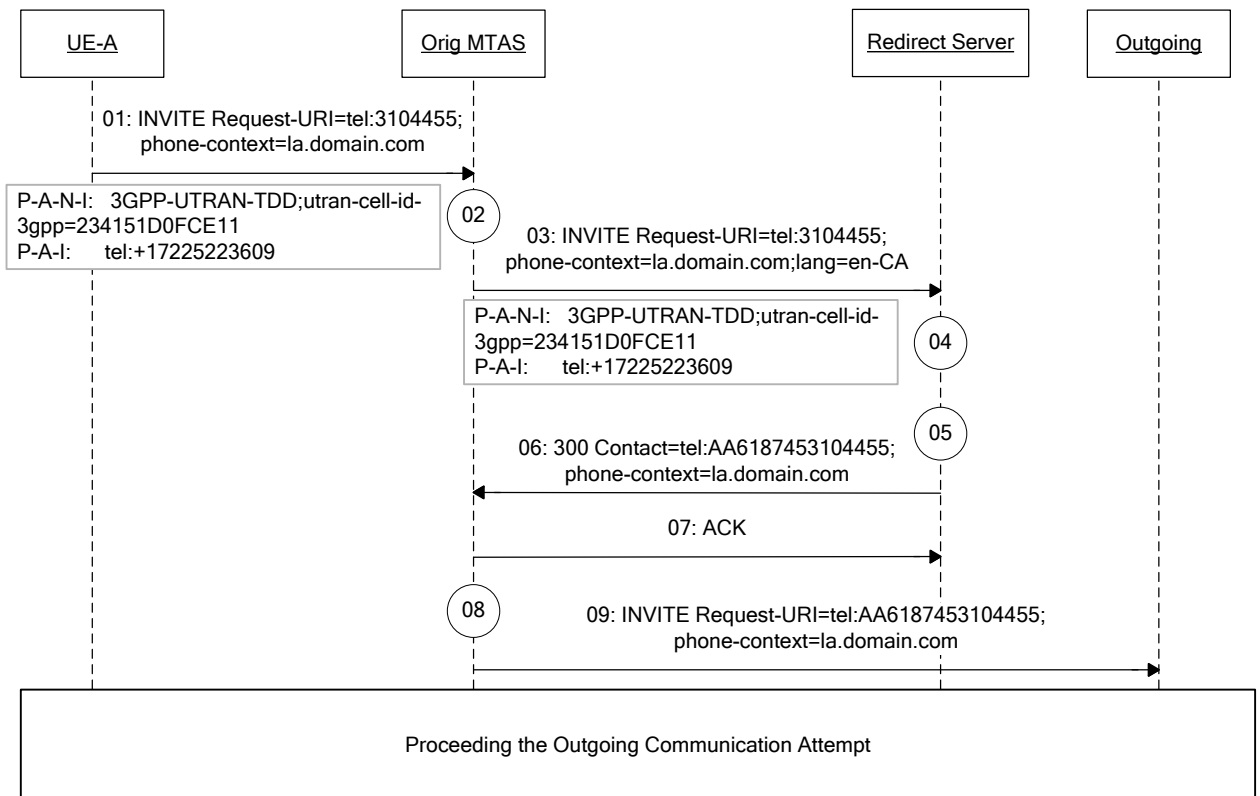 UE-A
Orig MTAS
Redirect Server
Outgoing
01: INVITE Request-URI=tel:3104455;
phone-context=la.domain.com
P-A-N-I: 3GPP-UTRAN-TDD;utran-cell-id-
3gpp=234151D0FCE11
P-A-I: tel:+17225223609
02
03: INVITE Request-URI=tel:3104455;
phone-context=la.domain.com;lang=en-CA
P-A-N-I: 3GPP-UTRAN-TDD;utran-cell-id-
3gpp=234151D0FCE11
P-A-I: tel:+17225223609
04
05
06: 300 Contact=tel:AA6187453104455;
phone-context=la.domain.com
07: ACK
08
09: INVITE Request-URI=tel:AA6187453104455;
phone-context=la.domain.com
Proceeding the Outgoing Communication Attempt